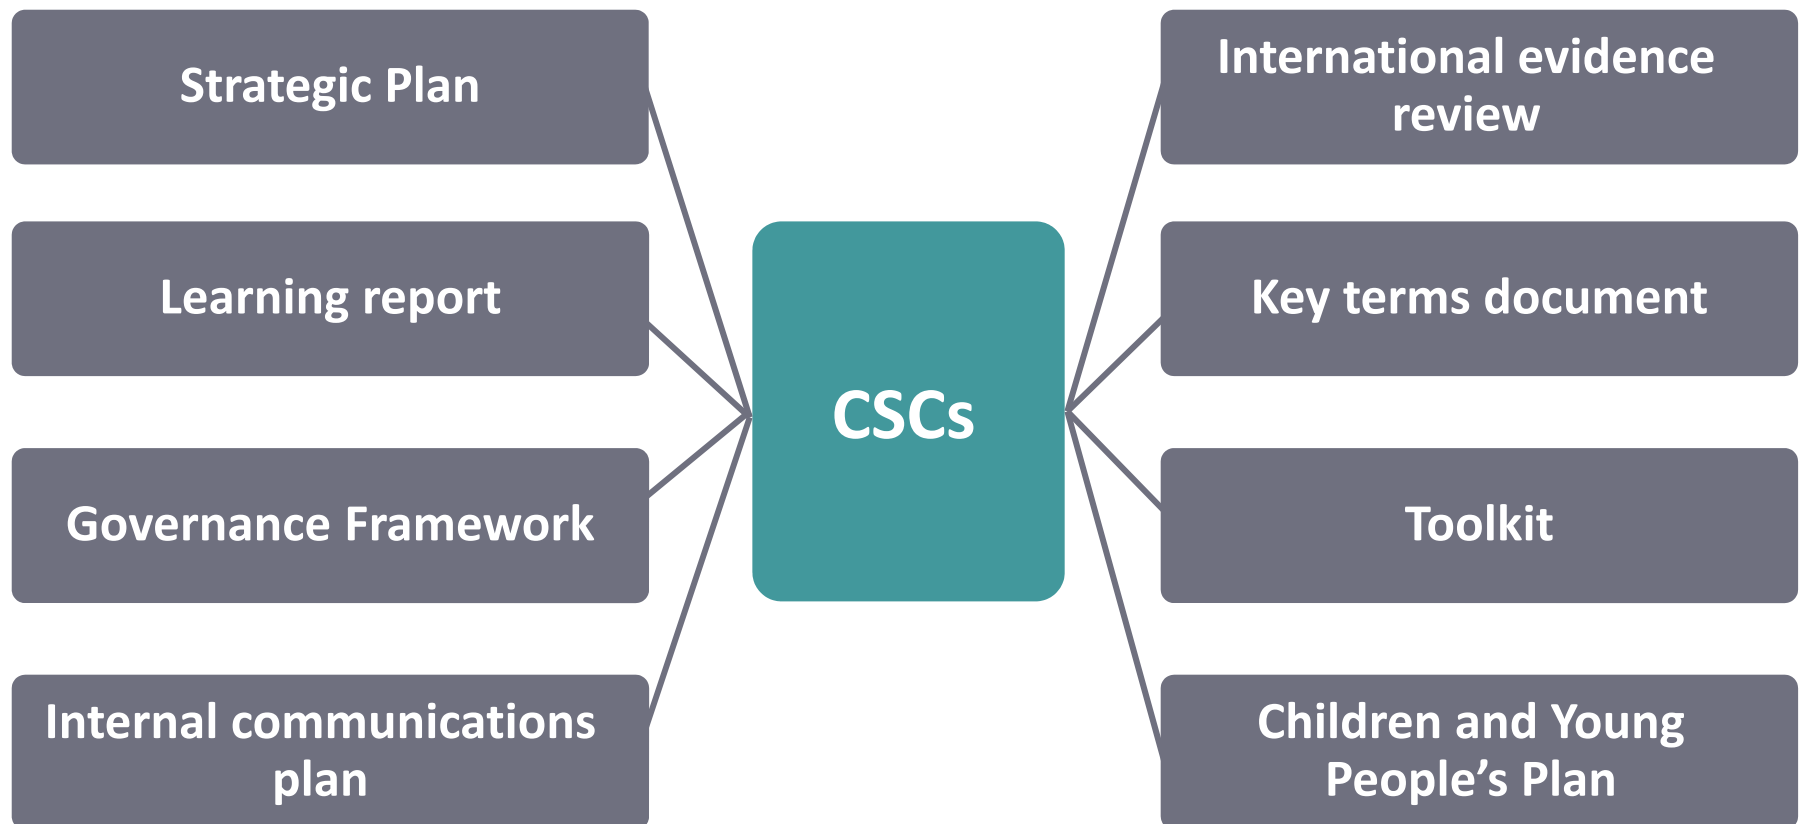 Strategic Plan
Learning report
Governance Framework
Internal communications
plan
CSCs
International evidence
review
Key terms document
Toolkit
Children and Young
People’s Plan